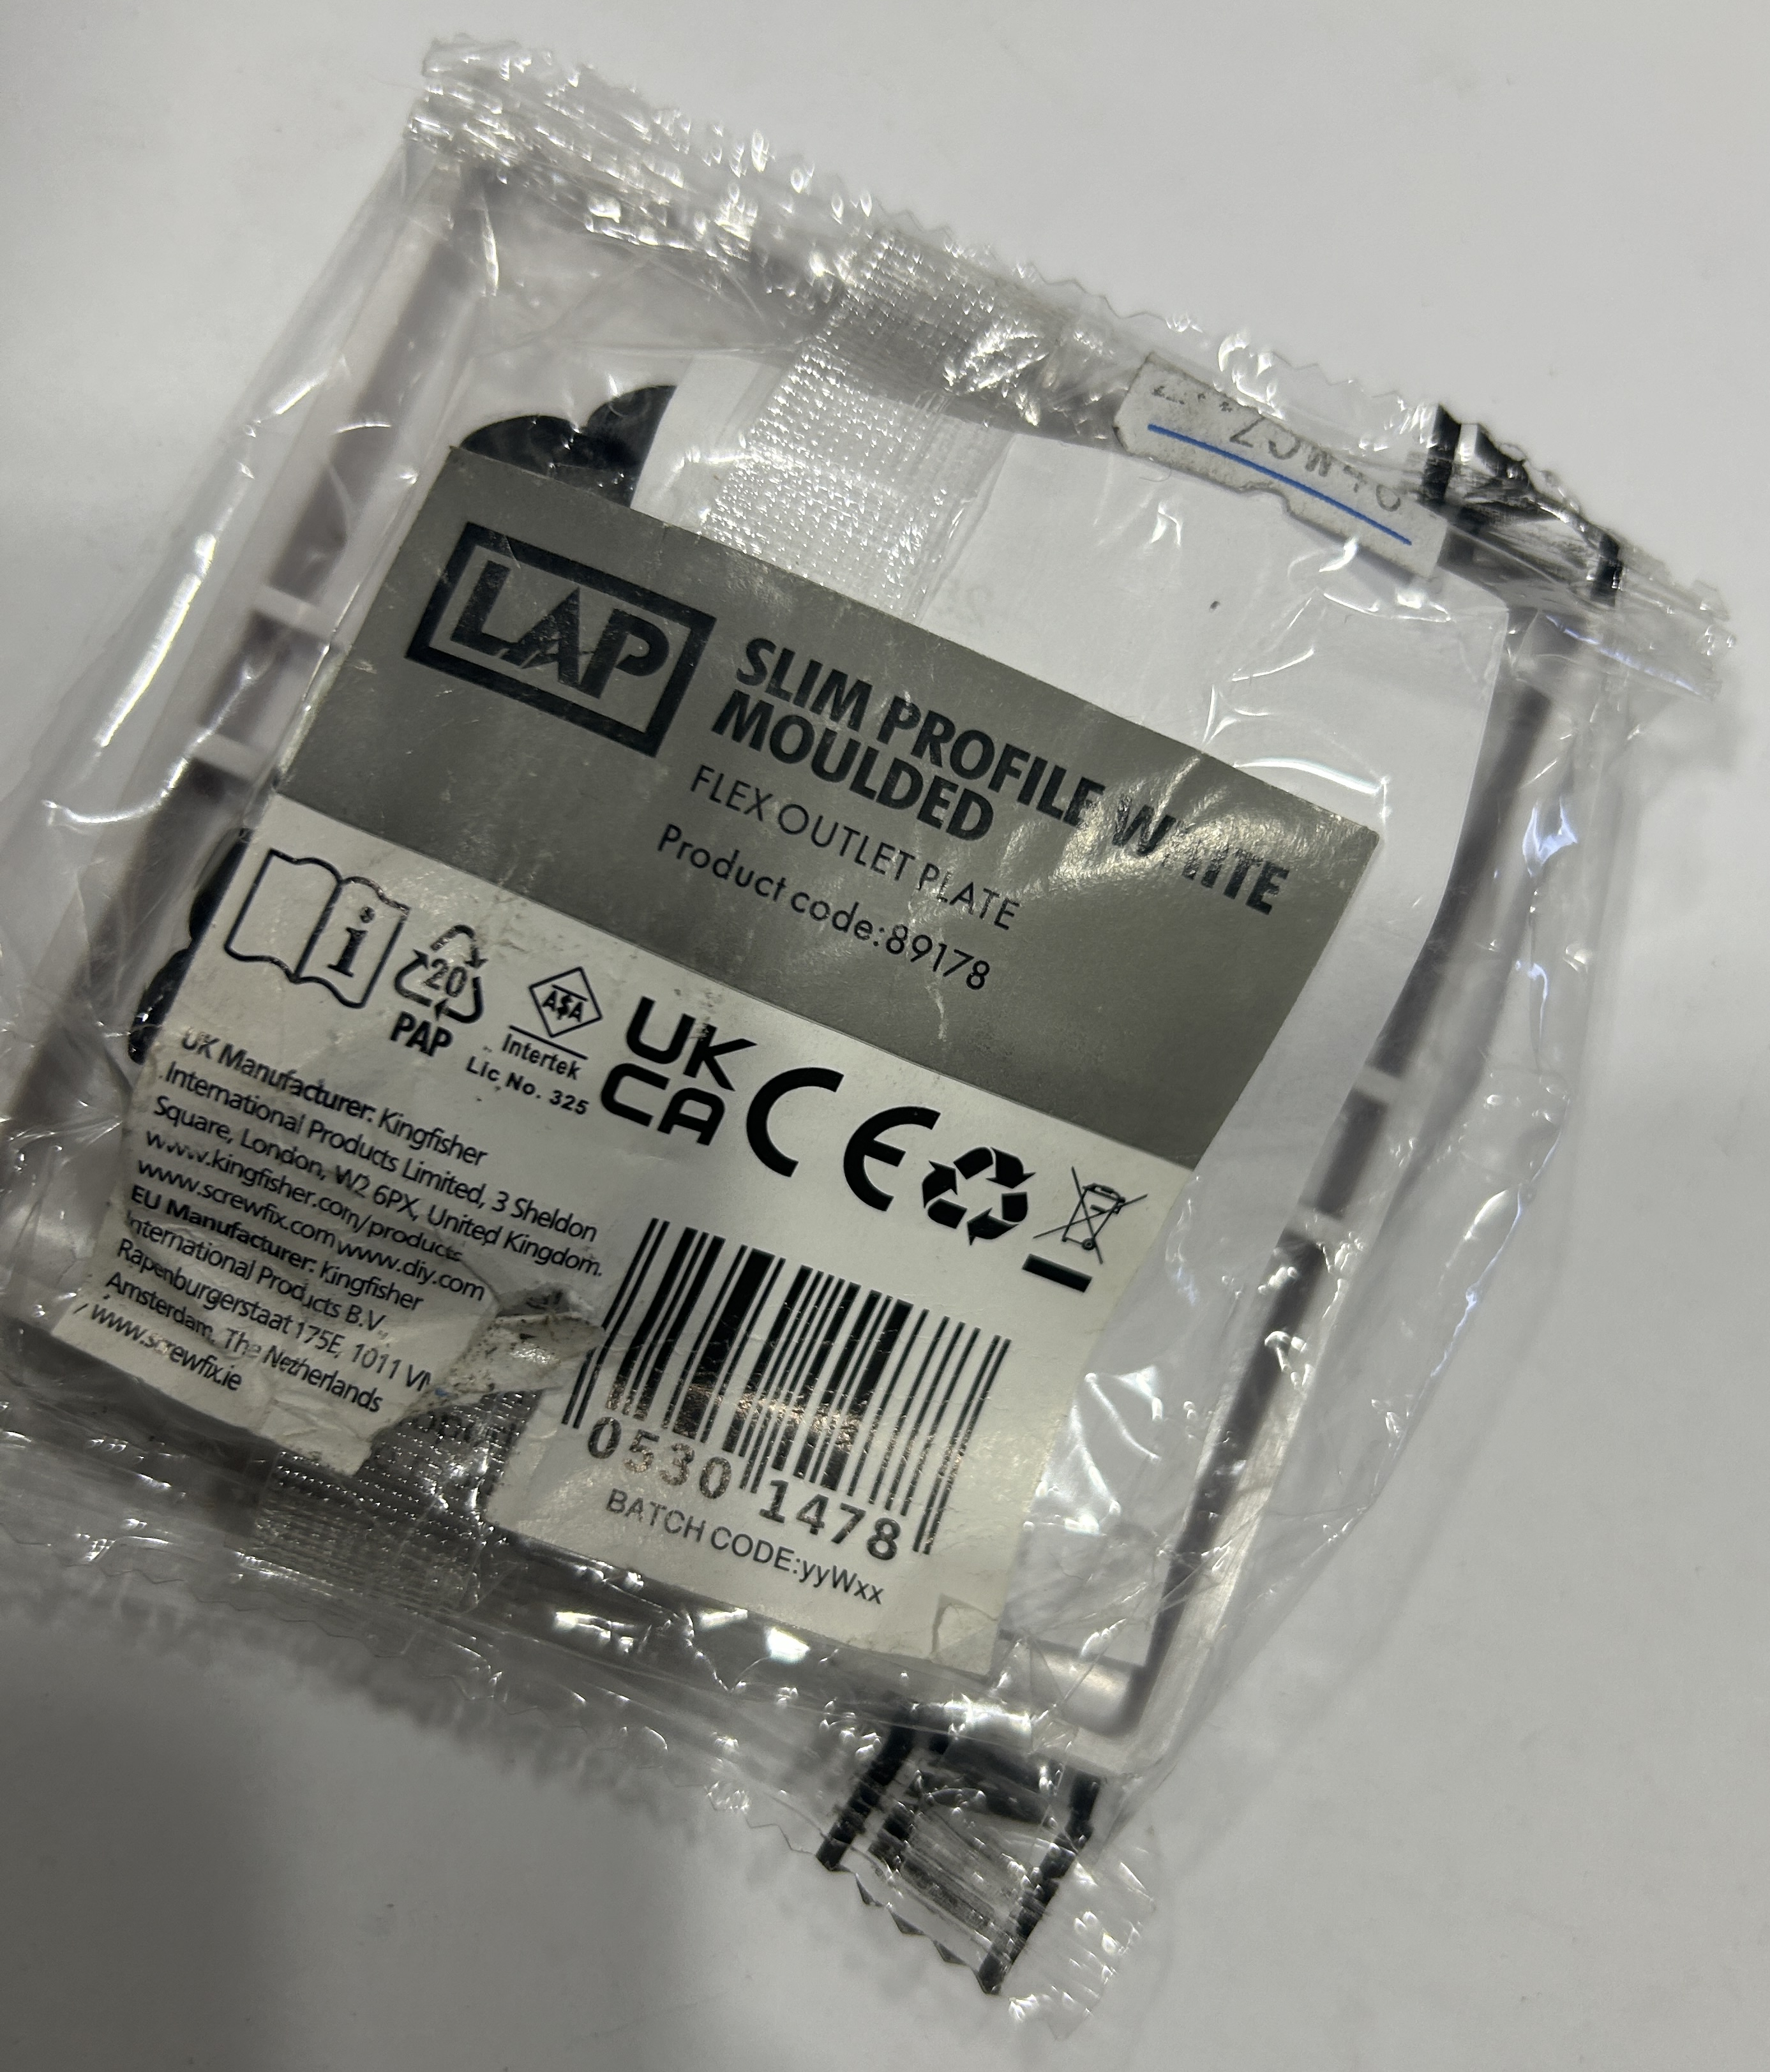 LAP
SLIM PROFILE WHITE
MOULDED
FLEX OUTLET PLATE
Product code:89178
i
20
PAP
ASA
Intertek
Lic No. 325
UK
CA
CE
UK Manufacturer: Kingfisher
International Products Limited, 3 Sheldon
Square, London, W2 6PX, United Kingdom.
www.kingfisher.com/products
www.screwfix.com www.diy.com
EU Manufacturer: Kingfisher
International Products B.V.
Rapenburgerstaat 175E, 1011 VM
Amsterdam, The Netherlands
www.screwfix.ie
0530 1478
BATCH CODE:yyWxx